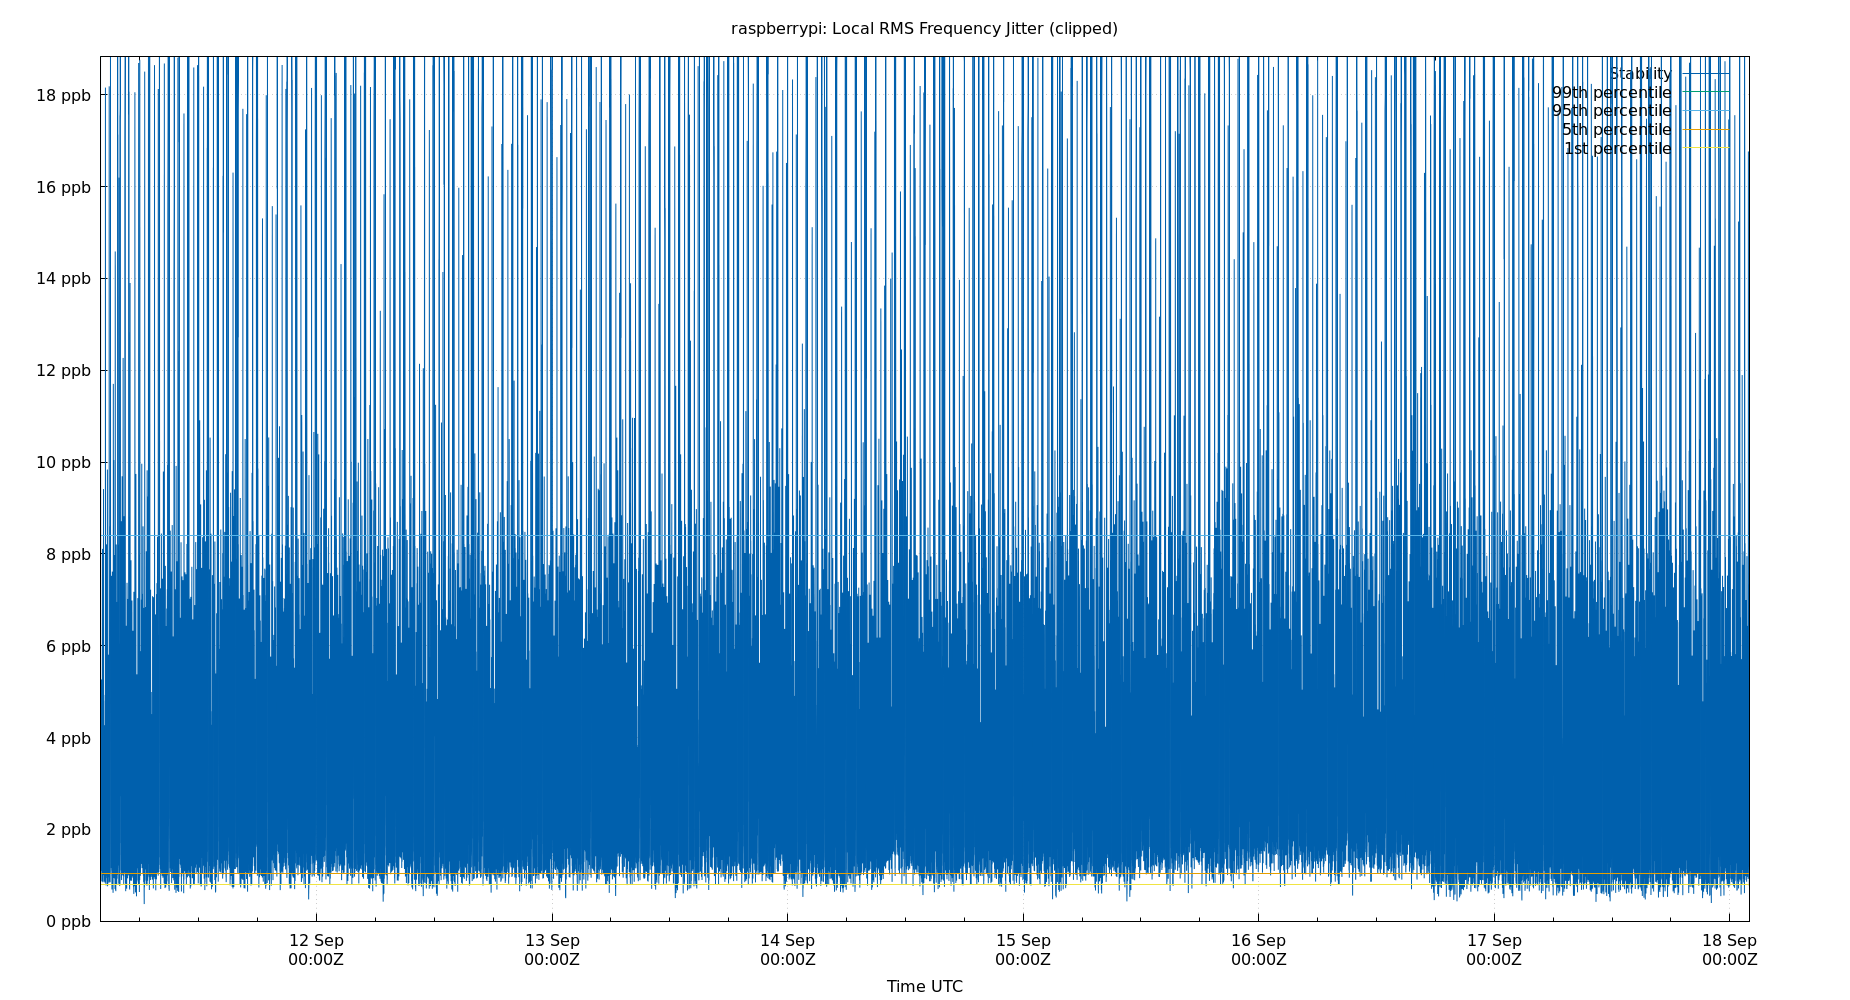 raspberrypi: Local RMS Frequency Jitter (clipped)
Stability
99th percentile
95th percentile
5th percentile
1st percentile
18 ppb
16 ppb
14 ppb
12 ppb
10 ppb
8 ppb
6 ppb
4 ppb
2 ppb
0 ppb
12 Sep 13 Sep 14 Sep 15 Sep 16 Sep 17 Sep 18 Sep
00:00Z 00:00Z 00:00Z 00:00Z 00:00Z 00:00Z 00:00Z
Time UTC